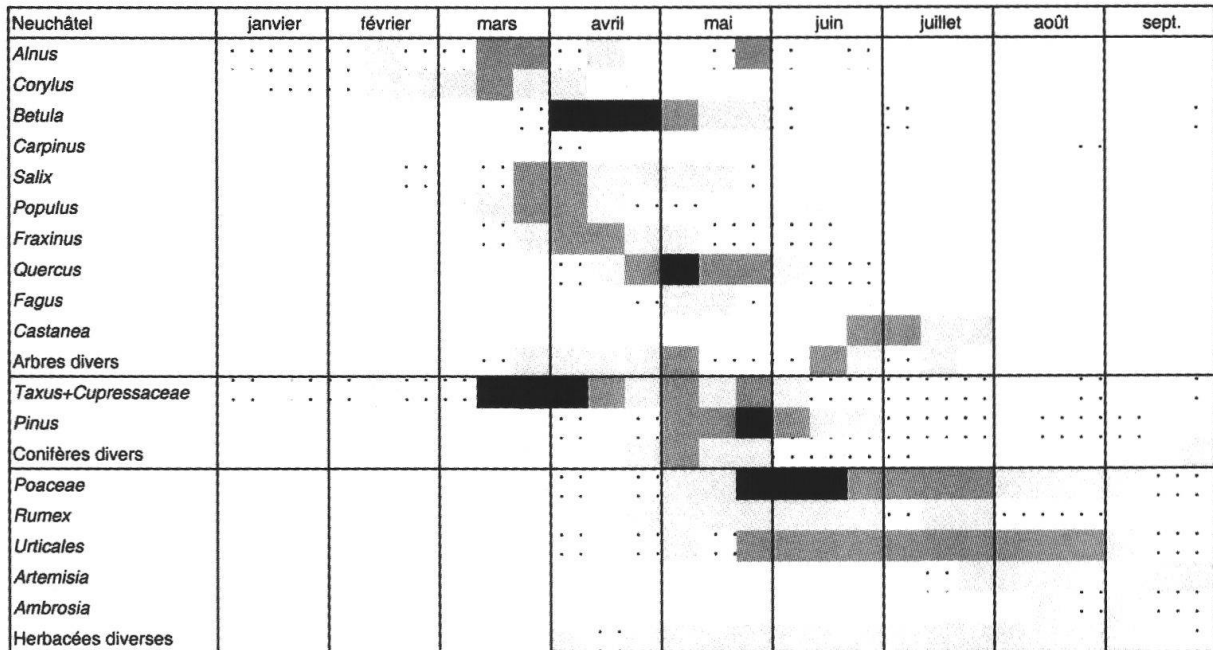 Neuchâtel janvier février mars avril mai juin juillet août sept.
Alnus
Corylus
Betula
Carpinus
Salix
Populus
Fraxinus
Quercus
Fagus
Castanea
Arbres divers
Taxus+Cupressaceae
Pinus
Conifères divers
Poaceae
Rumex
Urticales
Artemisia
Ambrosia
Herbacées diverses